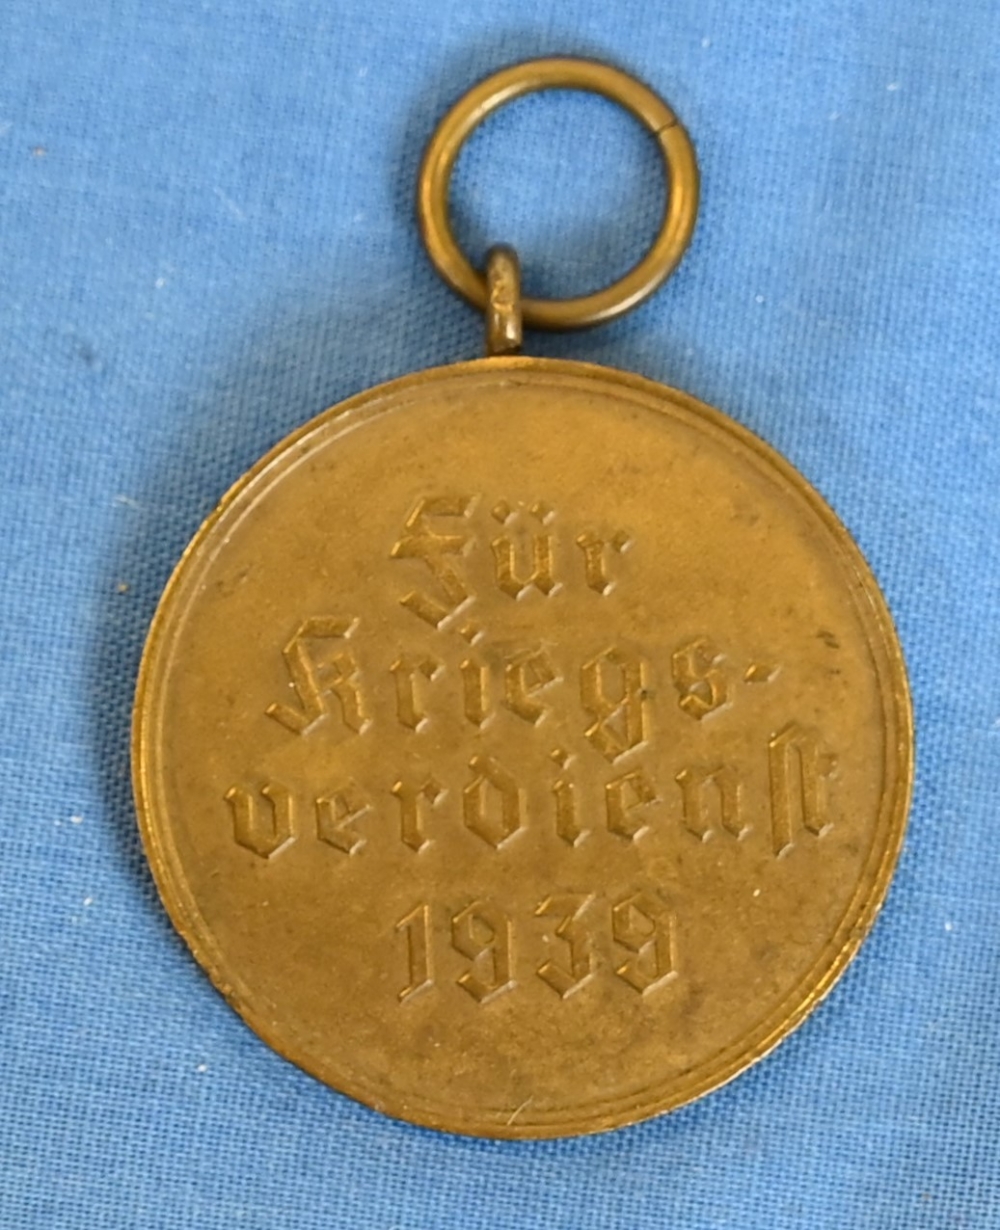 Für
Kriegs-
verdienst
1939